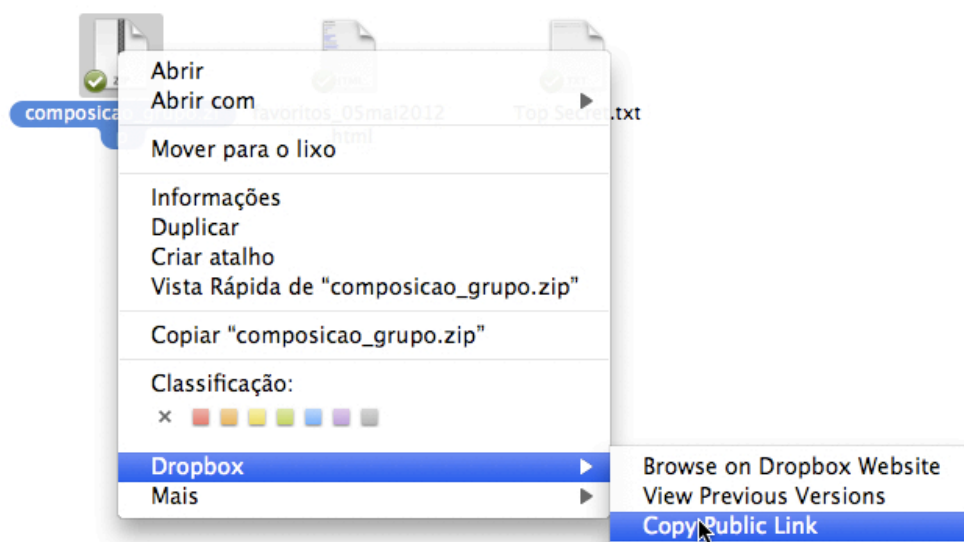 Abrir
Abrir com
favoritos_05mai2012
html
Top Secret.txt
Mover para o lixo
Informações
Duplicar
Criar atalho
Vista Rápida de “composicao_grupo.zip”
Copiar “composicao_grupo.zip”
Classificação:
Dropbox
Mais
Browse on Dropbox Website
View Previous Versions
Copy Public Link